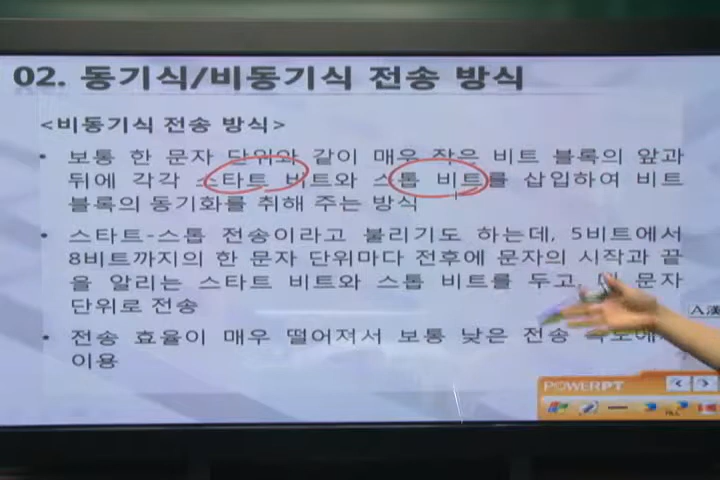 02. 동기식/비동기식 전송 방식
<비동기식 전송 방식>
• 보통 한 문자 단위와 같이 매우 작은 비트 블록의 앞과
뒤에 각각 스타트 비트와 스톱 비트를 삽입하여 비트
블록의 동기화를 취해 주는 방식
• 스타트-스톱 전송이라고 불리기도 하는데, 5비트에서
8비트까지의 한 문자 단위마다 전후에 문자의 시작과 끝
을 알리는 스타트 비트와 스톱 비트를 두고, 문자
단위로 전송
• 전송 효율이 매우 떨어져서 보통 낮은 전송
이용
A漢
POWERPT